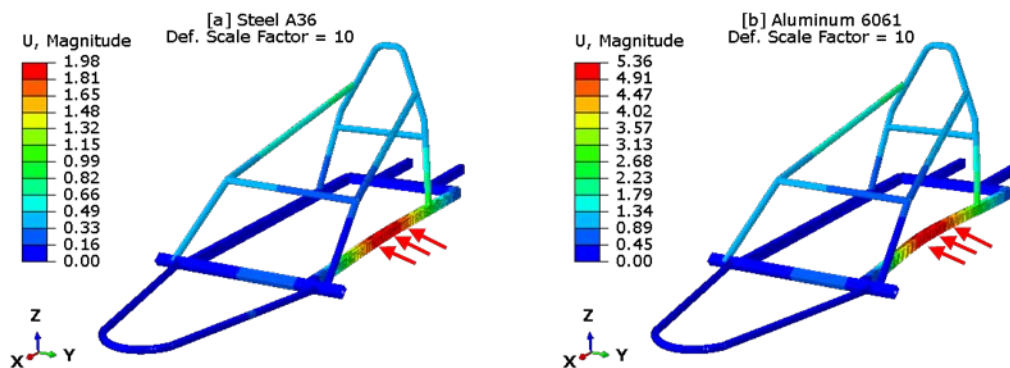 [a] Steel A36
Def. Scale Factor = 10
U, Magnitude
1.98
1.81
1.65
1.48
1.32
1.15
0.99
0.82
0.66
0.49
0.33
0.16
0.00
Z
X
Y
[b] Aluminum 6061
Def. Scale Factor = 10
U, Magnitude
5.36
4.91
4.47
4.02
3.57
3.13
2.68
2.23
1.79
1.34
0.89
0.45
0.00
Z
X
Y